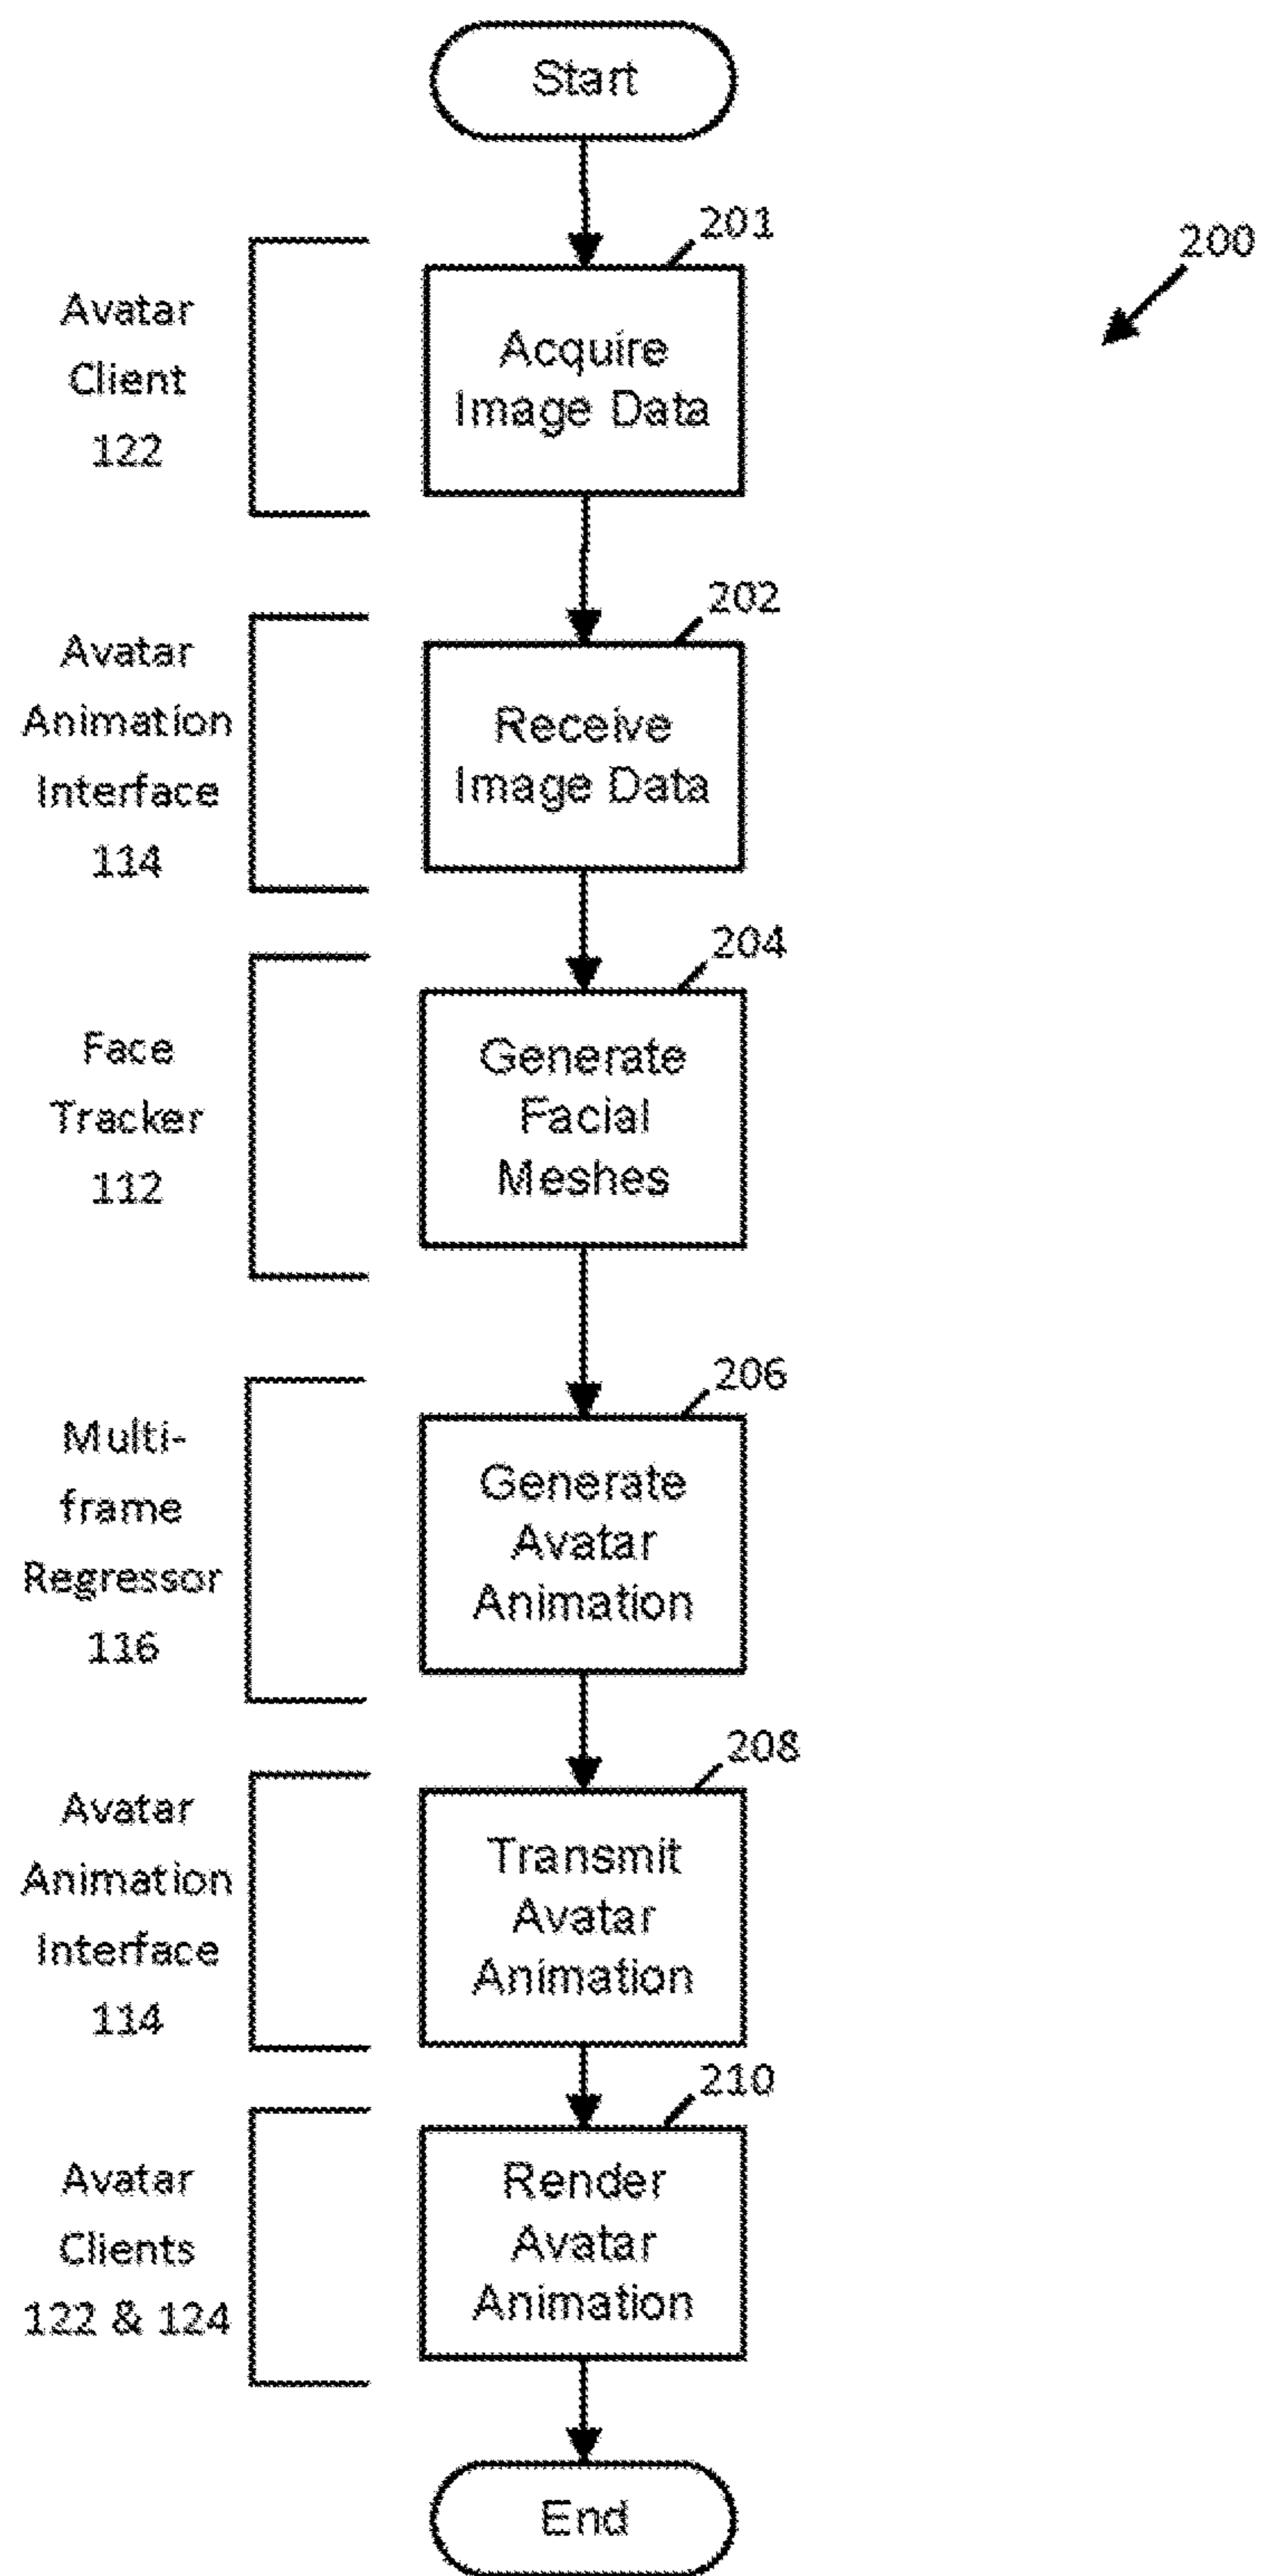 Start
201
200
Avatar
Client
122
Acquire
Image Data
202
Avatar
Animation
Interface
114
Receive
Image Data
204
Face
Tracker
112
Generate
Facial
Meshes
206
Multi-
frame
Regressor
116
Generate
Avatar
Animation
208
Avatar
Animation
Interface
114
Transmit
Avatar
Animation
210
Avatar
Clients
122 & 124
Render
Avatar
Animation
End